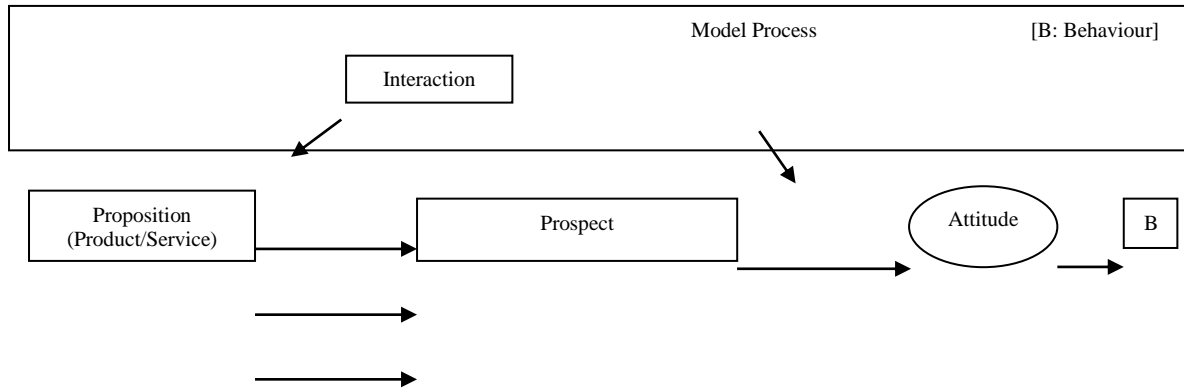 Model Process [B: Behaviour]
Interaction
Proposition
(Product/Service)
Prospect
Attitude
B